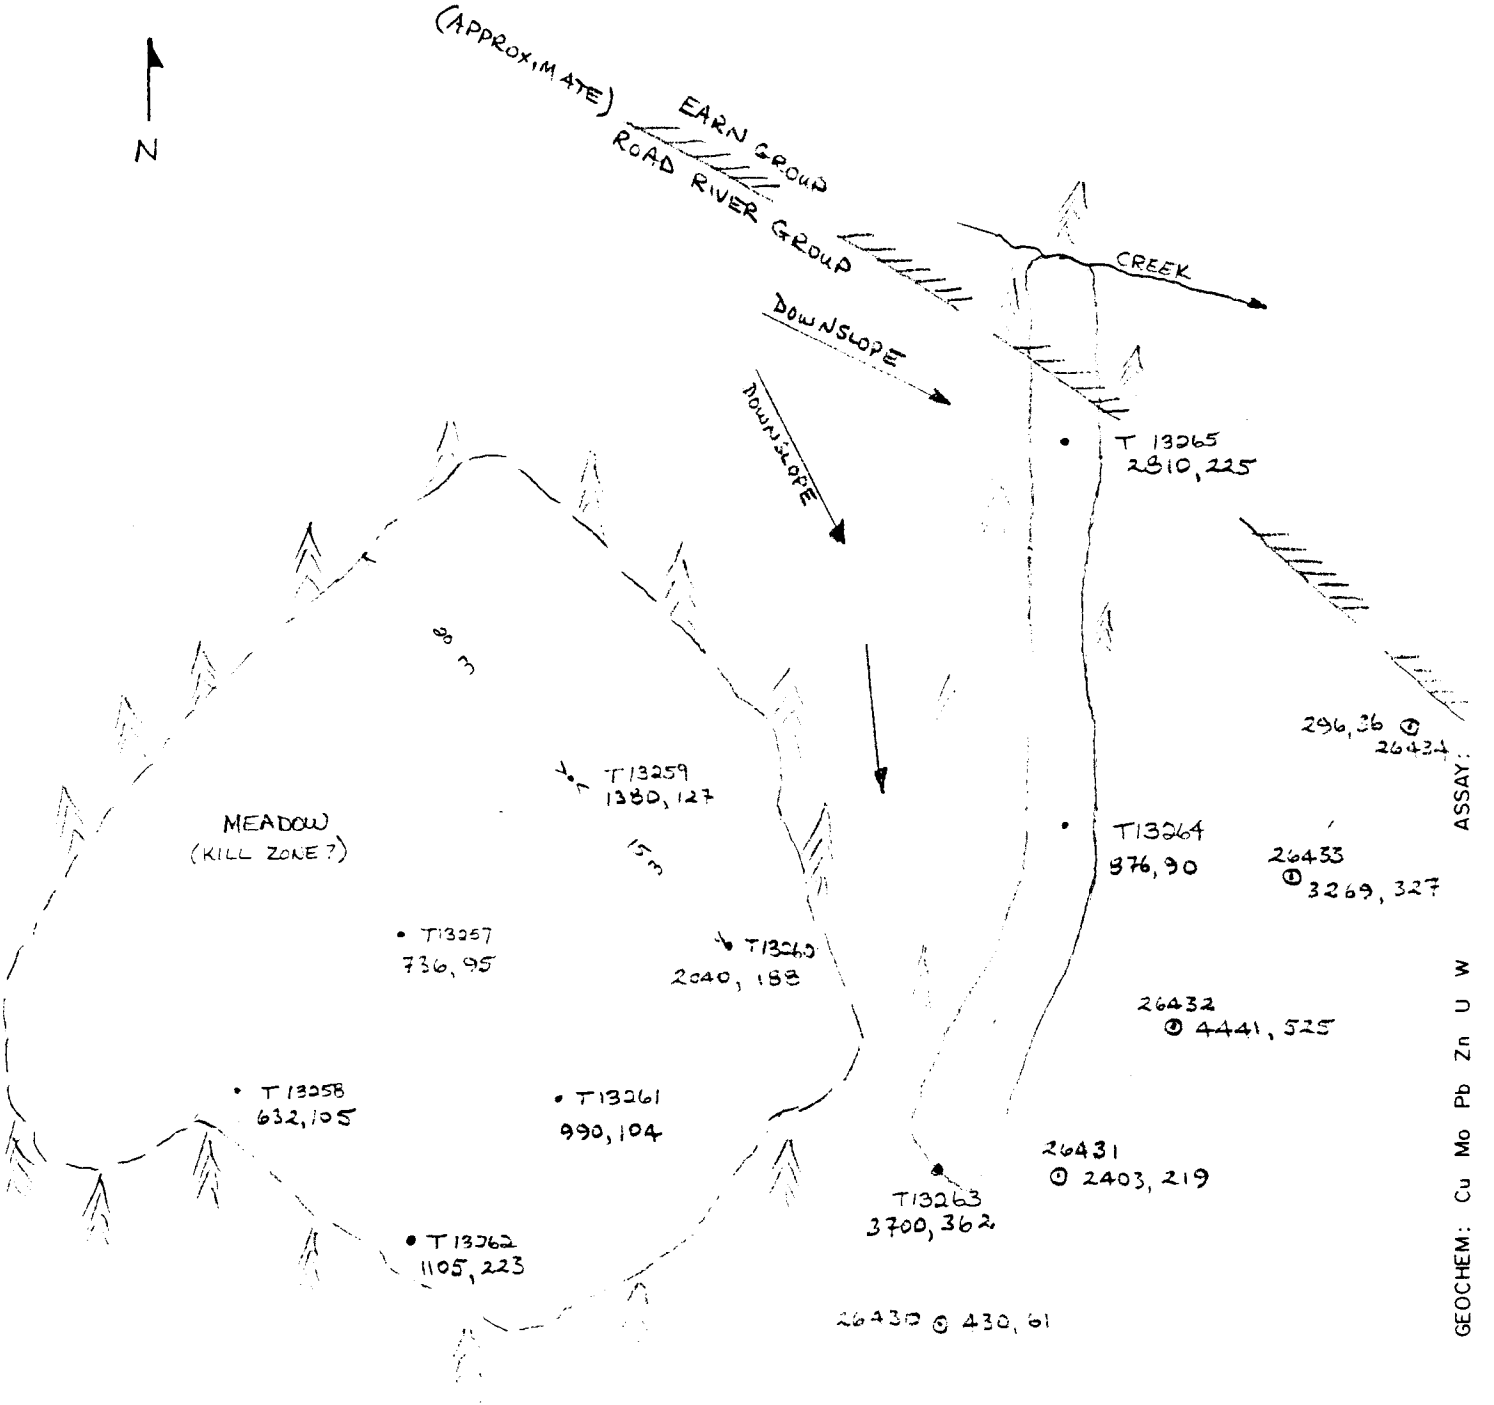 (APPROXIMATE)
EARN GROUP
ROAD RIVER GROUP
N
CREEK
DOWNSLOPE
DOWNSLOPE
T 13265
2810, 225
20 m
296, 36
26434
T13259
1380, 127
MEADOW
(KILL ZONE?)
15 m
T13264
876, 90
26433
3269, 327
T13257
736, 95
T13260
2040, 188
26432
4441, 525
T 13258
632, 105
T13261
990, 104
26431
2403, 219
T13263
3700, 362
T 13262
1105, 223
26430
430, 61
ASSAY:
GEOCHEM: Cu Mo Pb Zn U W